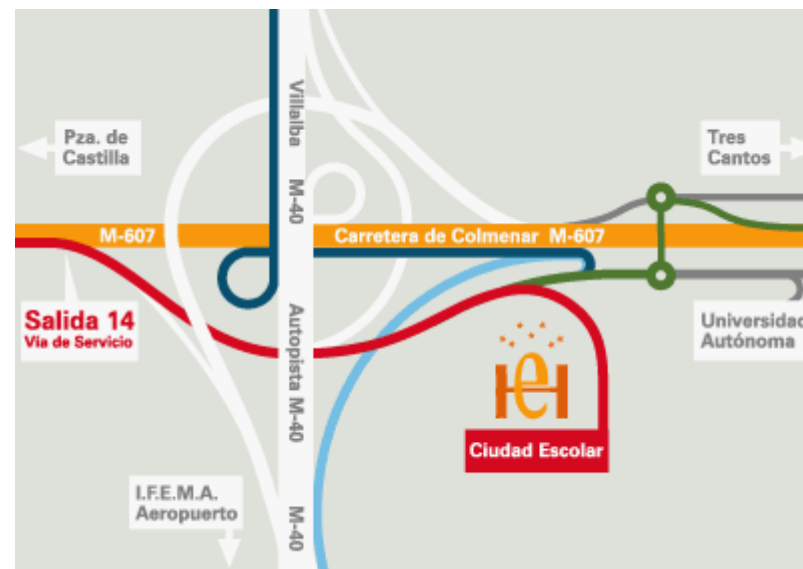 Villalba
M-40
Pza. de
Castilla
Tres
Cantos
M-607
Carretera de Colmenar M-607
Salida 14
Vía de Servicio
Autopista M-40
Universidad
Autónoma
eH
Ciudad Escolar
I.F.E.M.A.
Aeropuerto
M-40